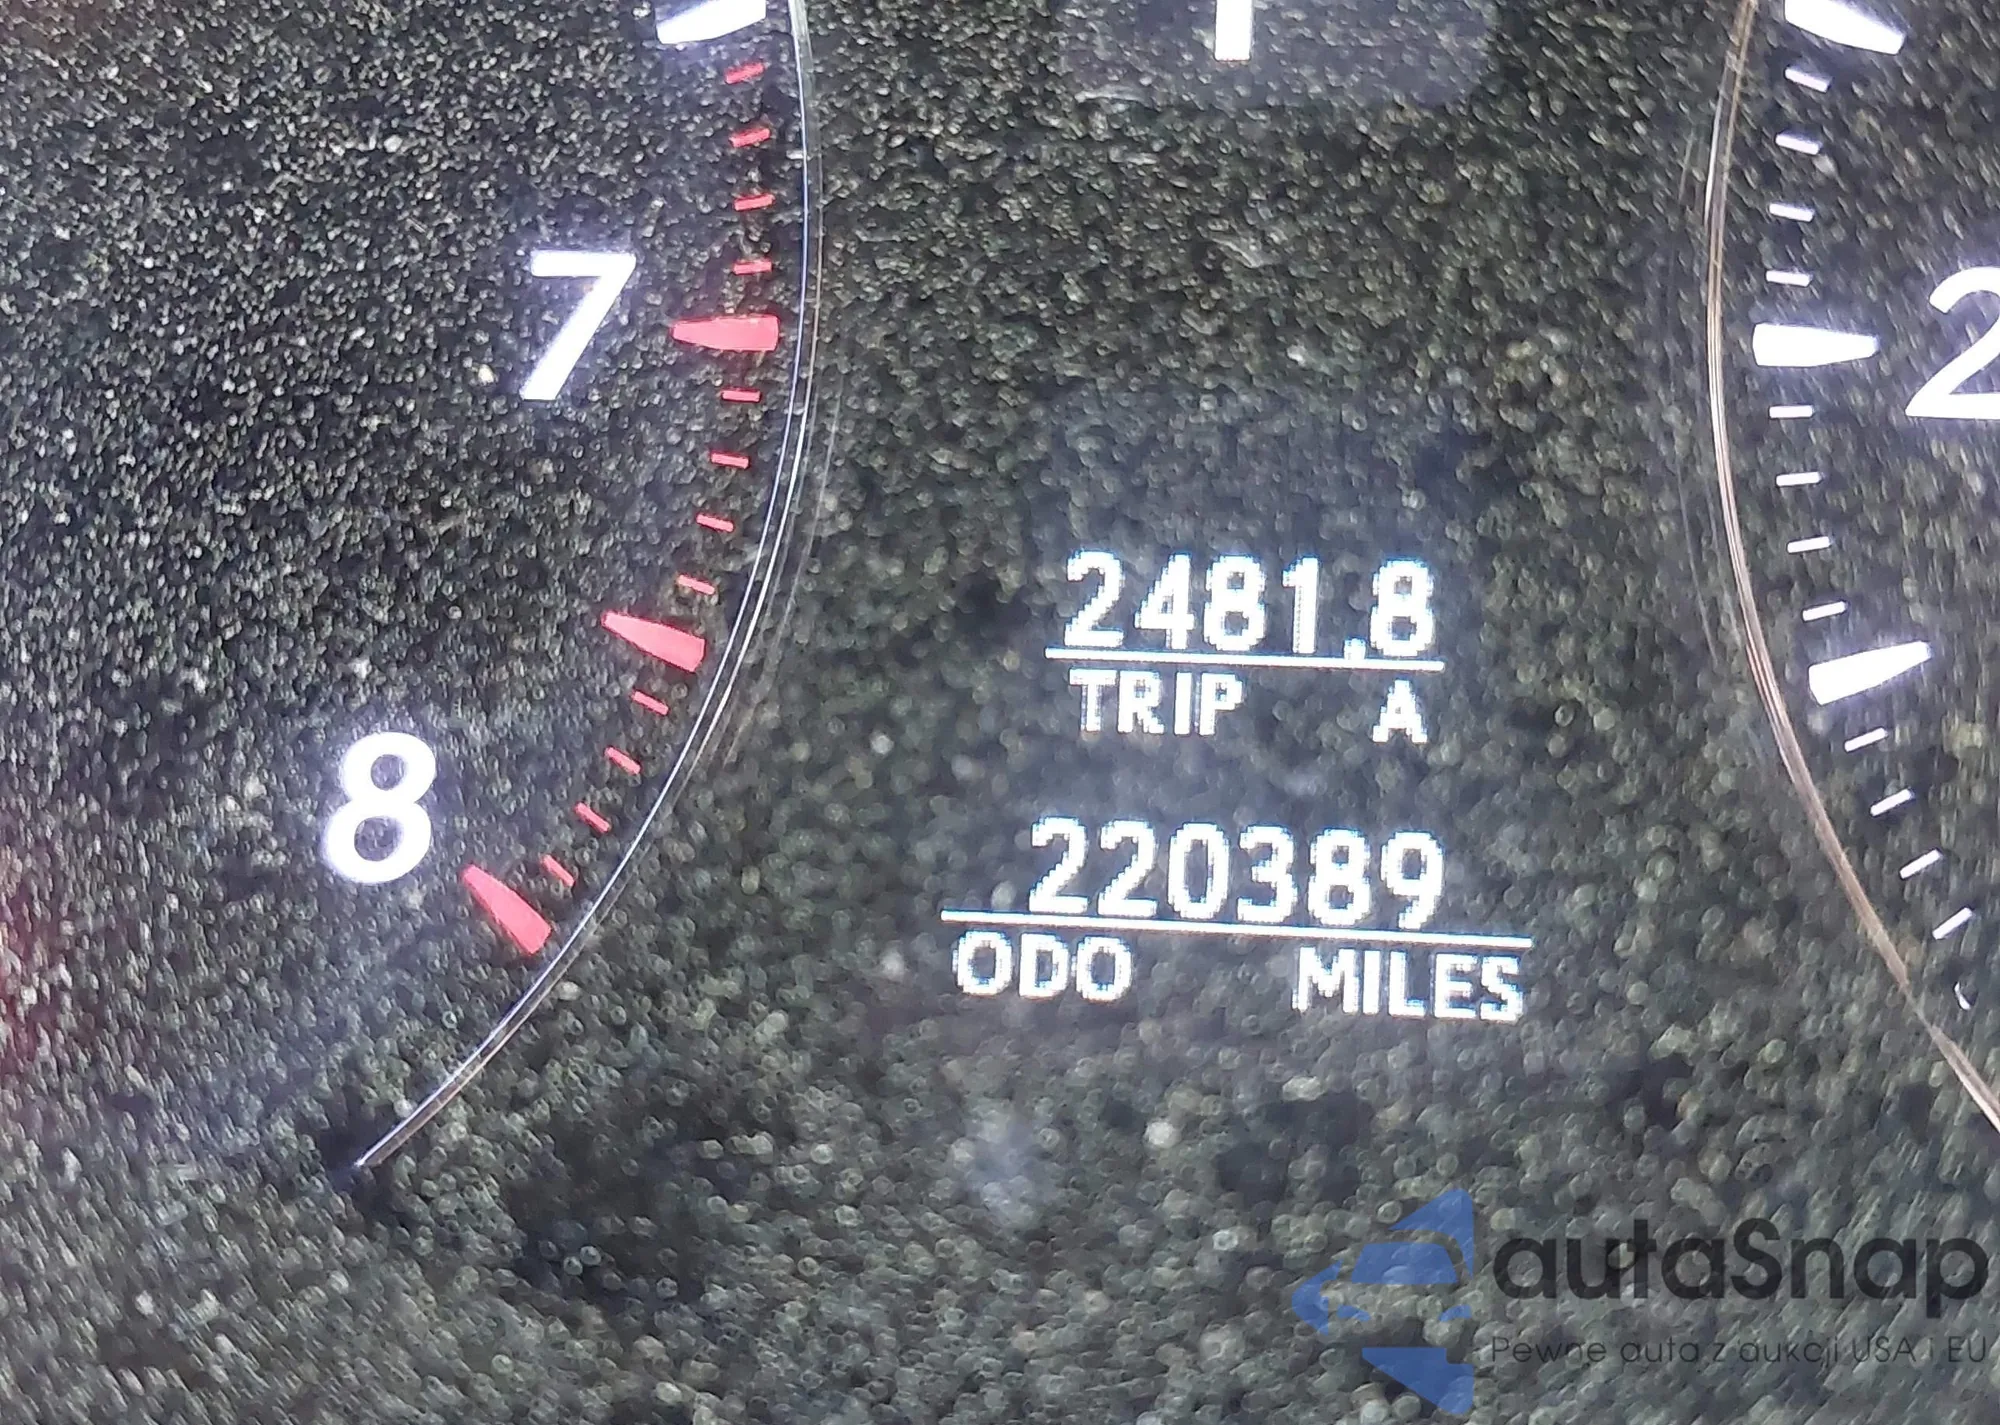 7
2
2481.8
TRIP A
8
220389
ODO MILES
autaSnap
Pewne auta z aukcji USA i EU